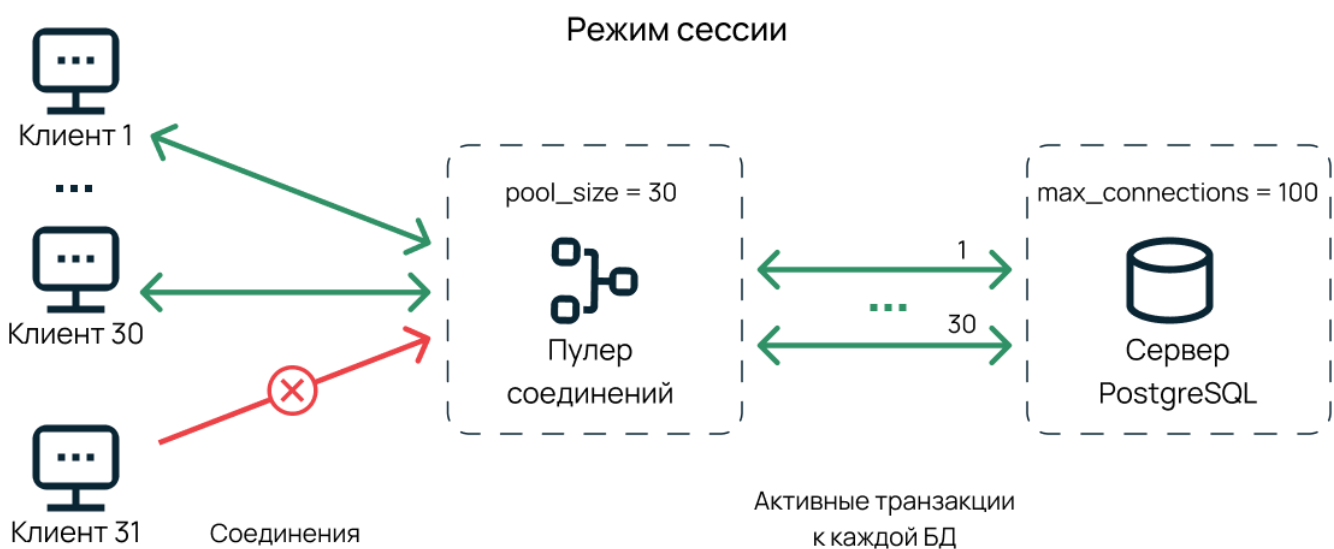 Режим сессии
Клиент 1
Клиент 30
Клиент 31
Соединения
pool_size = 30
Пулер
соединений
1
30
Активные транзакции
к каждой БД
max_connections = 100
Сервер
PostgreSQL